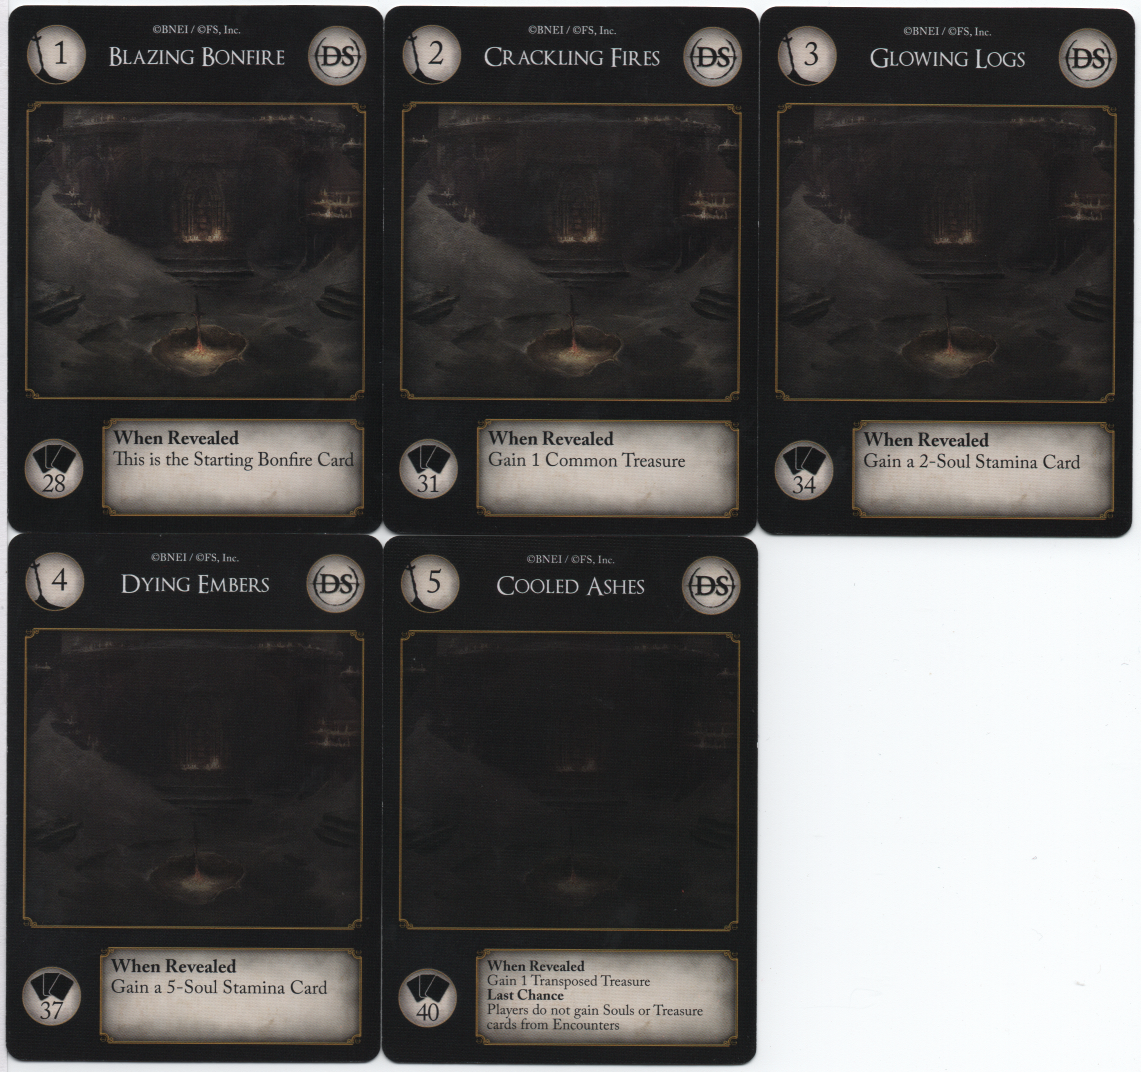 ©BNEI / ©FS, Inc.
1
BLAZING BONFIRE
DS
When Revealed
This is the Starting Bonfire Card
28
©BNEI / ©FS, Inc.
2
CRACKLING FIRES
DS
When Revealed
Gain 1 Common Treasure
31
©BNEI / ©FS, Inc.
3
GLOWING LOGS
DS
When Revealed
Gain a 2-Soul Stamina Card
34
©BNEI / ©FS, Inc.
4
DYING EMBERS
DS
When Revealed
Gain a 5-Soul Stamina Card
37
©BNEI / ©FS, Inc.
5
COOLED ASHES
DS
When Revealed
Gain 1 Transposed Treasure
Last Chance
Players do not gain Souls or Treasure
cards from Encounters
40